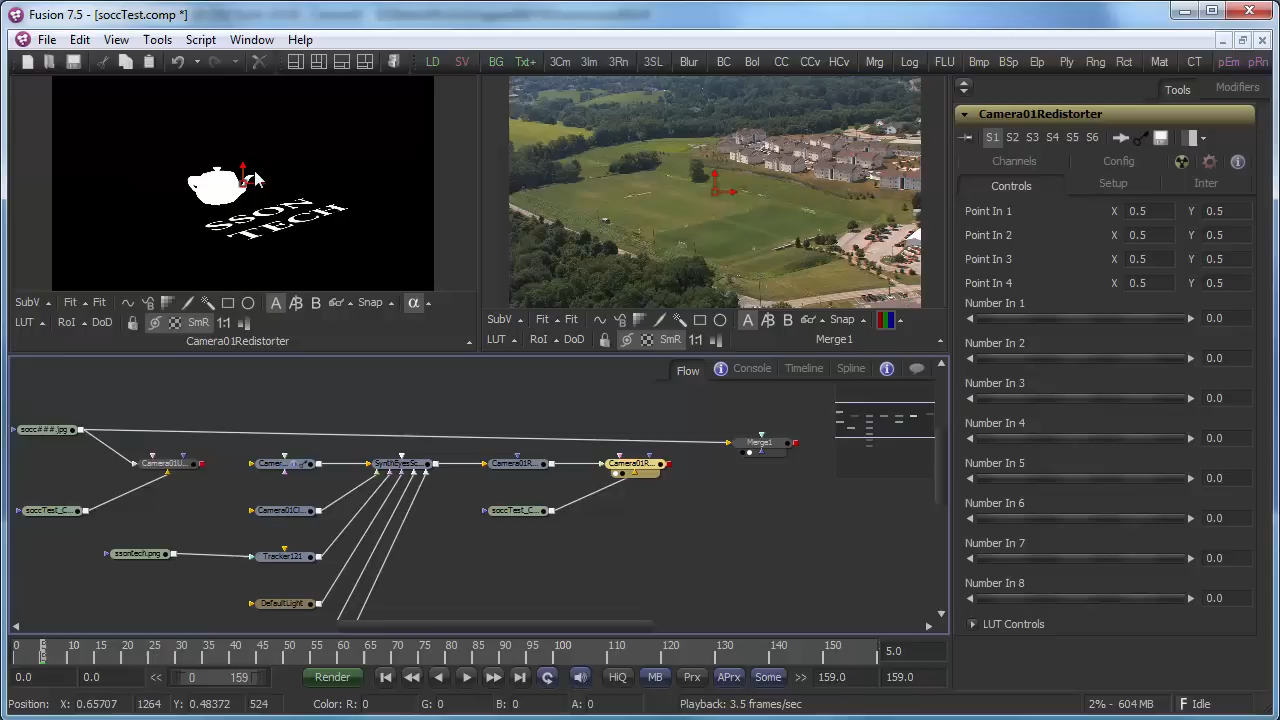 Fusion 7.5 - [soccTest.comp *]
File Edit View Tools Script Window Help
LD SV BG Txt+ 3Cm 3Im 3Rn 3SL Blur BC Bol CC CCv HCv Mrg Log FLU Bmp BSp Elp Ply Rng Rct Mat CT pEm pRn
Tools Modifiers
Camera01Redistorter
S1 S2 S3 S4 S5 S6
Channels Config
Controls Setup Inter
Point In 1 X 0.5 Y 0.5
Point In 2 X 0.5 Y 0.5
Point In 3 X 0.5 Y 0.5
Point In 4 X 0.5 Y 0.5
Number In 1 0.0
Number In 2 0.0
Number In 3 0.0
Number In 4 0.0
Number In 5 0.0
Number In 6 0.0
Number In 7 0.0
Number In 8 0.0
LUT Controls
SSON
TECH
SubV Fit Fit A B Snap α
LUT RoI DoD SmR 1:1
Camera01Redistorter
SubV Fit Fit A B Snap
LUT RoI DoD SmR 1:1
Merge1
Flow Console Timeline Spline
socc###.jpg
Merge1
Camera01U...
Camer...
SynthEyesSc...
Camera01R...
Camera01R...
soccTest_C...
Camera01Cl...
soccTest_C...
ssontech.png
Tracker121
DefaultLight
0 5 10 15 20 25 30 35 40 45 50 55 60 65 70 75 80 85 90 100 110 120 130 140 150
5.0
0.0 0.0 << 0 159 Render HiQ MB Prx APrx Some >> 159.0 159.0
Position: X: 0.65707 1264 Y: 0.48372 524 Color: R: 0 G: 0 B: 0 A: 0 Playback: 3.5 frames/sec 2% - 604 MB F Idle